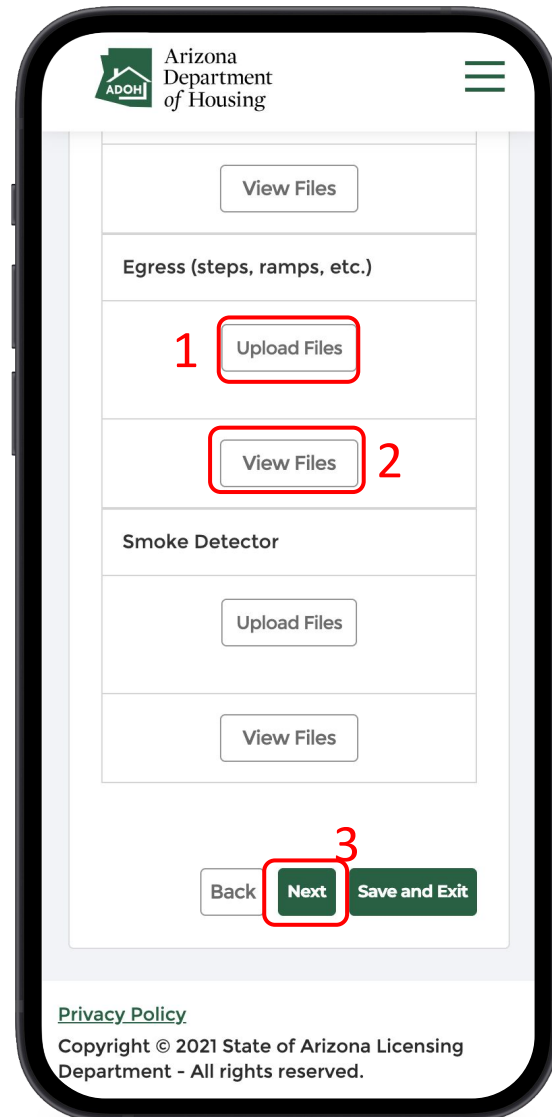 ADOH
Arizona
Department
of Housing
View Files
Egress (steps, ramps, etc.)
1
Upload Files
View Files
2
Smoke Detector
Upload Files
View Files
3
Back
Next
Save and Exit
Privacy Policy
Copyright © 2021 State of Arizona Licensing
Department - All rights reserved.